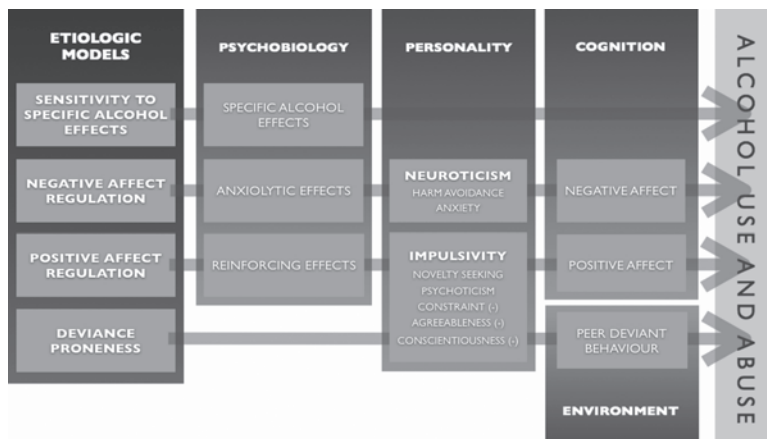 ETIOLOGIC
MODELS
PSYCHOBIOLOGY
PERSONALITY
COGNITION
SENSITIVITY TO
SPECIFIC ALCOHOL
EFFECTS
SPECIFIC ALCOHOL
EFFECTS
NEGATIVE AFFECT
REGULATION
ANXIOLYTIC EFFECTS
NEUROTICISM
HARM AVOIDANCE
ANXIETY
NEGATIVE AFFECT
POSITIVE AFFECT
REGULATION
REINFORCING EFFECTS
IMPULSIVITY
NOVELTY SEEKING
PSYCHOTICISM
CONSTRAINT (-)
AGREEABLENESS (-)
CONSCIENTIOUSNESS (-)
POSITIVE AFFECT
DEVIANCE
PRONENESS
PEER DEVIANT
BEHAVIOUR
ENVIRONMENT
ALCOHOL USE AND ABUSE